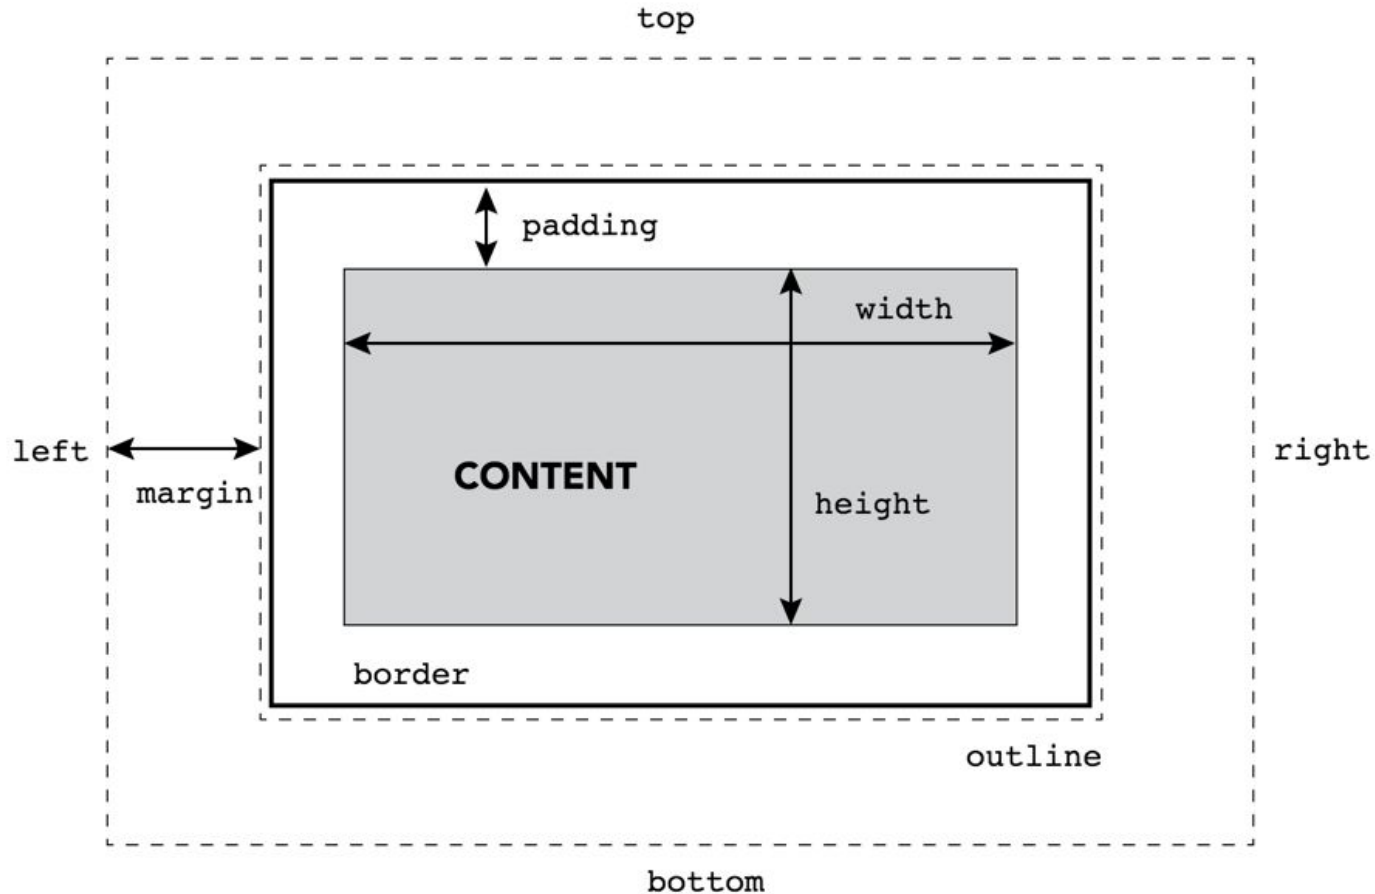 top
padding
width
left
right
margin
CONTENT
height
border
outline
bottom